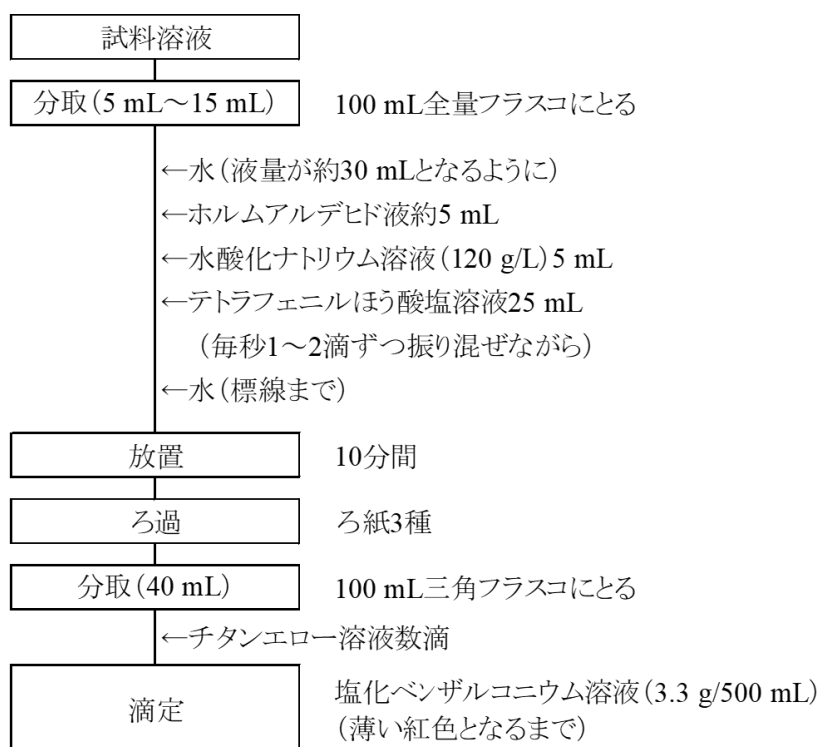 試料溶液
分取（5 mL～15 mL） 100 mL全量フラスコにとる
←水（液量が約30 mLとなるように）
←ホルムアルデヒド液約5 mL
←水酸化ナトリウム溶液（120 g/L）5 mL
←テトラフェニルほう酸塩溶液25 mL
（毎秒1～2滴ずつ振り混ぜながら）
←水（標線まで）
放置 10分間
ろ過 ろ紙3種
分取（40 mL） 100 mL三角フラスコにとる
←チタンエロー溶液数滴
滴定 塩化ベンザルコニウム溶液（3.3 g/500 mL）
（薄い紅色となるまで）